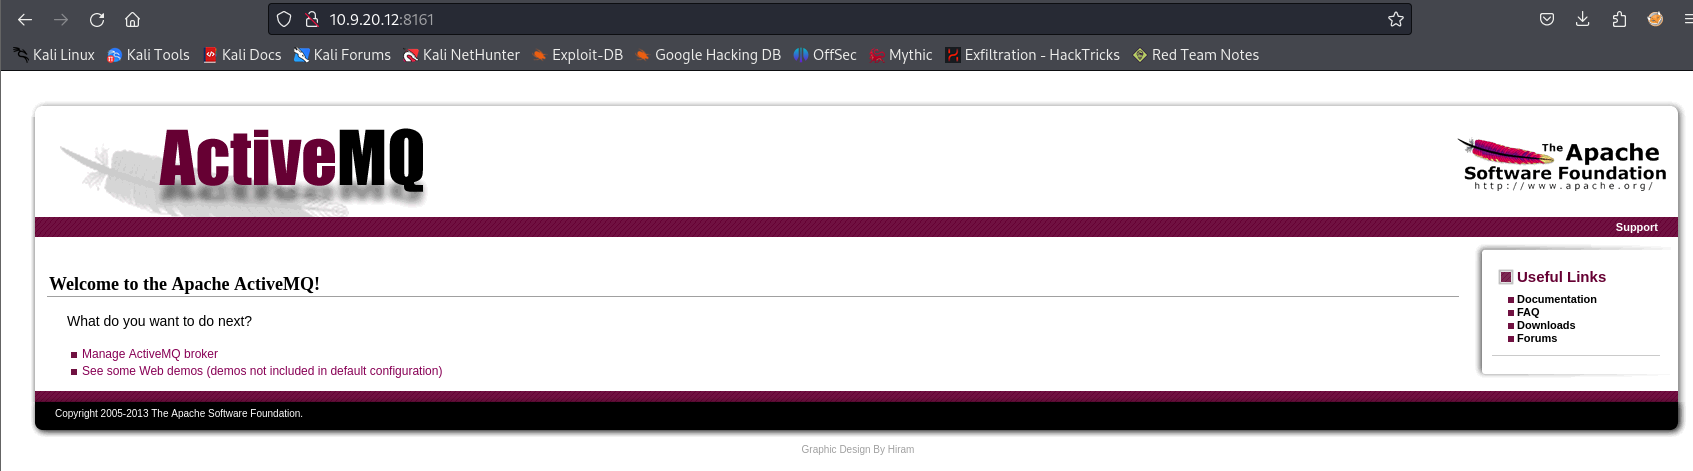 10.9.20.12:8161
Kali Linux Kali Tools Kali Docs Kali Forums Kali NetHunter Exploit-DB Google Hacking DB OffSec Mythic Exfiltration - HackTricks Red Team Notes
ActiveMQ
The Apache
Software Foundation
http://www.apache.org/
Support
Welcome to the Apache ActiveMQ!
What do you want to do next?
Manage ActiveMQ broker
See some Web demos (demos not included in default configuration)
Useful Links
Documentation
FAQ
Downloads
Forums
Copyright 2005-2013 The Apache Software Foundation.
Graphic Design By Hiram